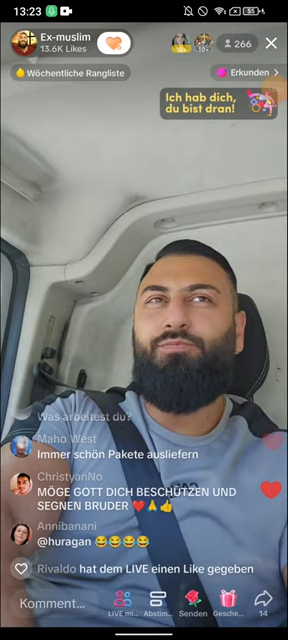 13:23
Ex-muslim
13.6K Likes
10+
10+
266
Wöchentliche Rangliste
Erkunden
Ich hab dich,
du bist dran!
Was arbeitest du?
Maho West
Immer schön Pakete ausliefern
ChristyanNo
MÖGE GOTT DICH BESCHÜTZEN UND
SEGNEN BRUDER ❤️🙏👍
Annibanani
@huragan 😂😂😂😂
Rivaldo hat dem LIVE einen Like gegeben
Kommentar...
LIVE mi...
Abstim...
Senden
Gesche...
14